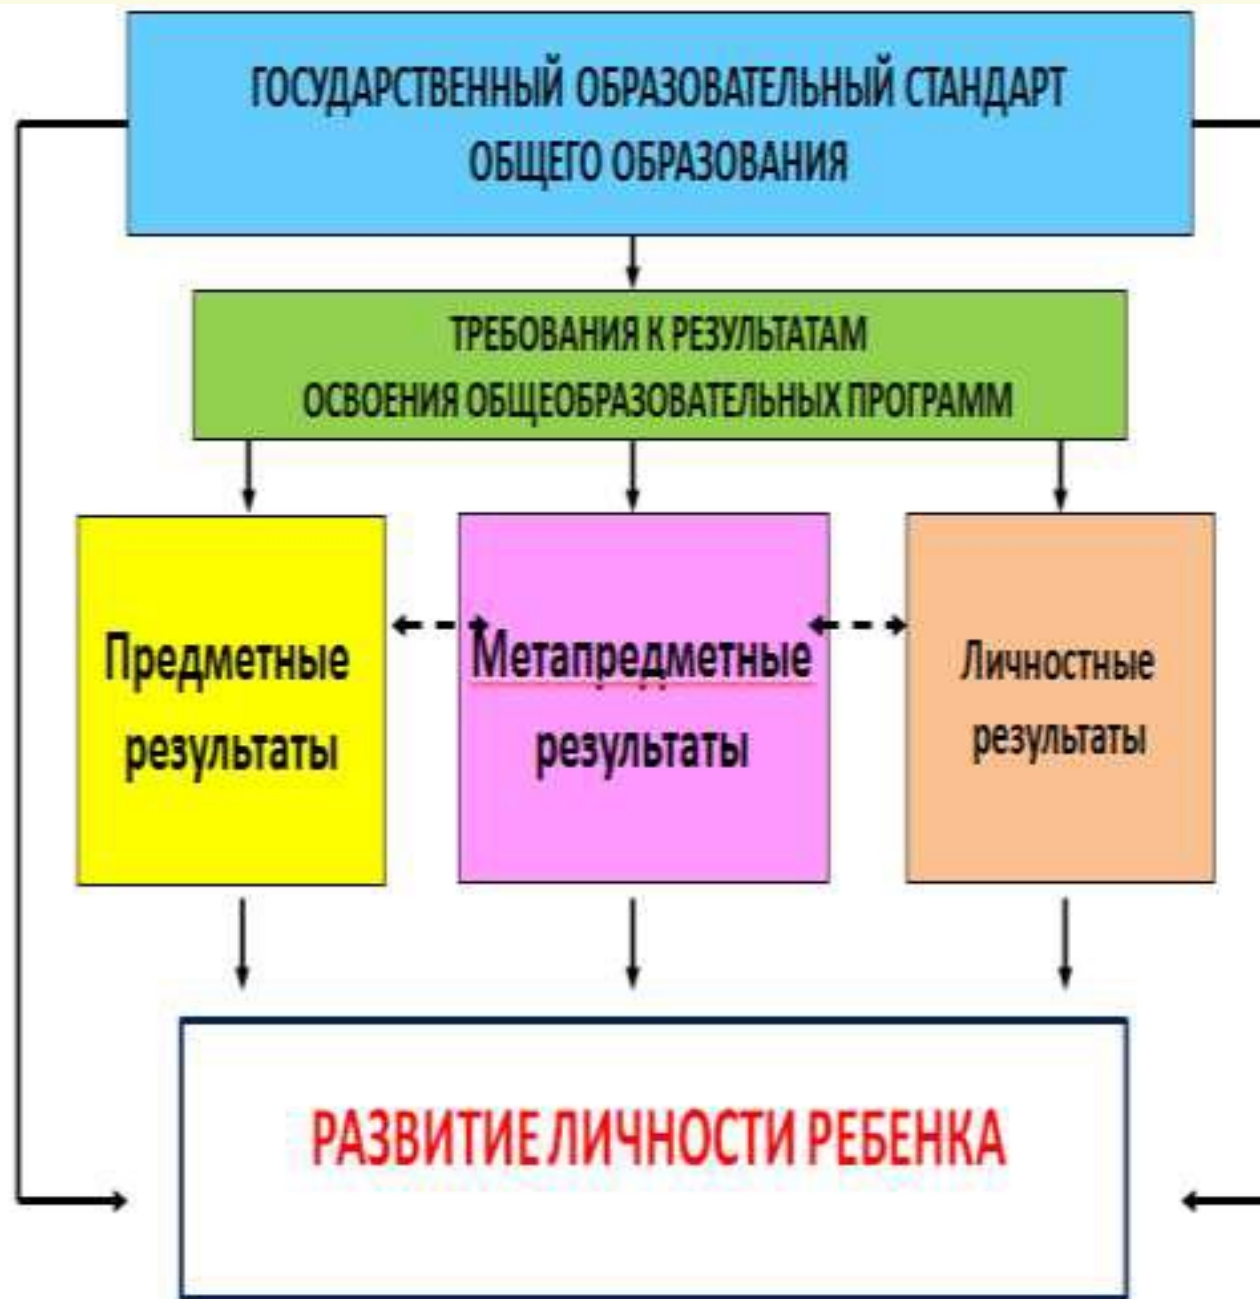 ГОСУДАРСТВЕННЫЙ ОБРАЗОВАТЕЛЬНЫЙ СТАНДАРТ
ОБЩЕГО ОБРАЗОВАНИЯ
ТРЕБОВАНИЯ К РЕЗУЛЬТАТАМ
ОСВОЕНИЯ ОБЩЕОБРАЗОВАТЕЛЬНЫХ ПРОГРАММ
Предметные
результаты
Метапредметные
результаты
Личностные
результаты
РАЗВИТИЕ ЛИЧНОСТИ РЕБЕНКА